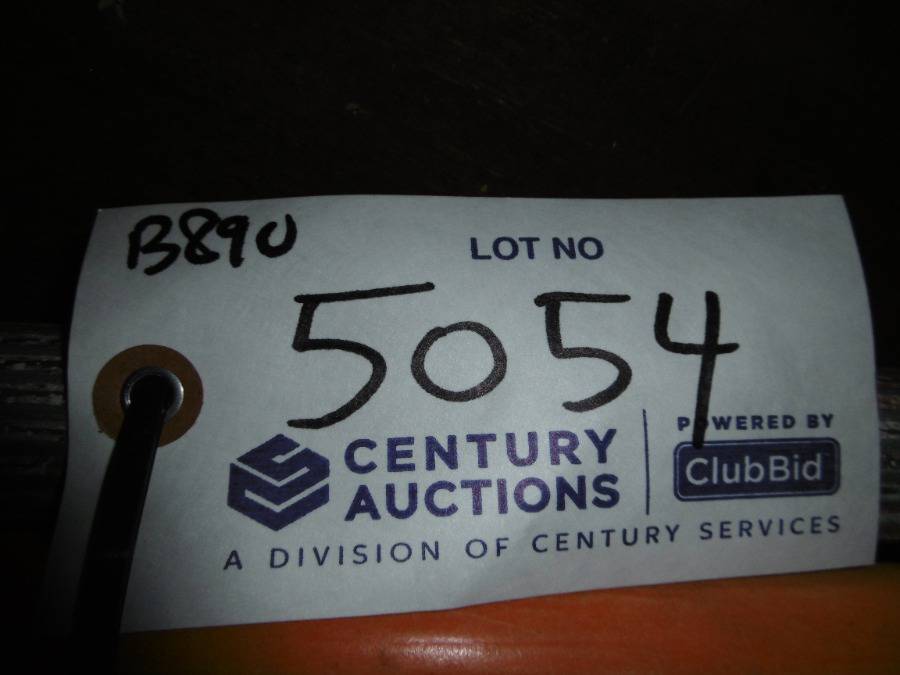 B890
LOT NO
5054
CENTURY
AUCTIONS
POWERED BY
ClubBid
A DIVISION OF CENTURY SERVICES